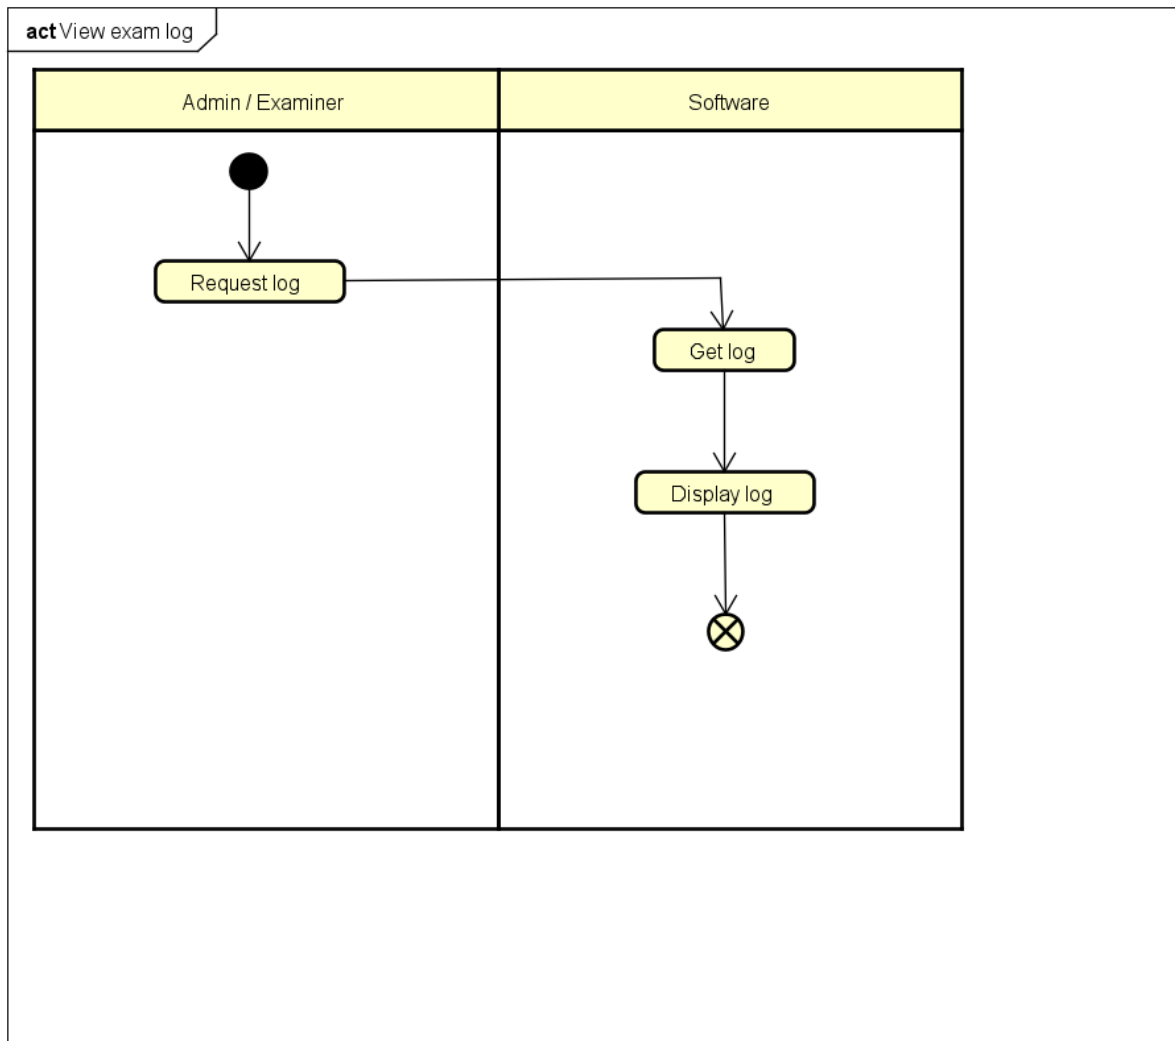 act View exam log
Admin / Examiner
Software
Request log
Get log
Display log